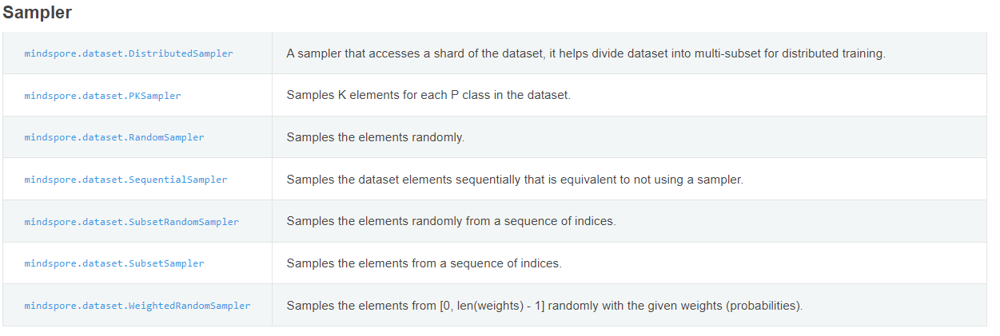 Sampler
mindspore.dataset.DistributedSampler A sampler that accesses a shard of the dataset, it helps divide dataset into multi-subset for distributed training.
mindspore.dataset.PKSampler Samples K elements for each P class in the dataset.
mindspore.dataset.RandomSampler Samples the elements randomly.
mindspore.dataset.SequentialSampler Samples the dataset elements sequentially that is equivalent to not using a sampler.
mindspore.dataset.SubsetRandomSampler Samples the elements randomly from a sequence of indices.
mindspore.dataset.SubsetSampler Samples the elements from a sequence of indices.
mindspore.dataset.WeightedRandomSampler Samples the elements from [0, len(weights) - 1] randomly with the given weights (probabilities).